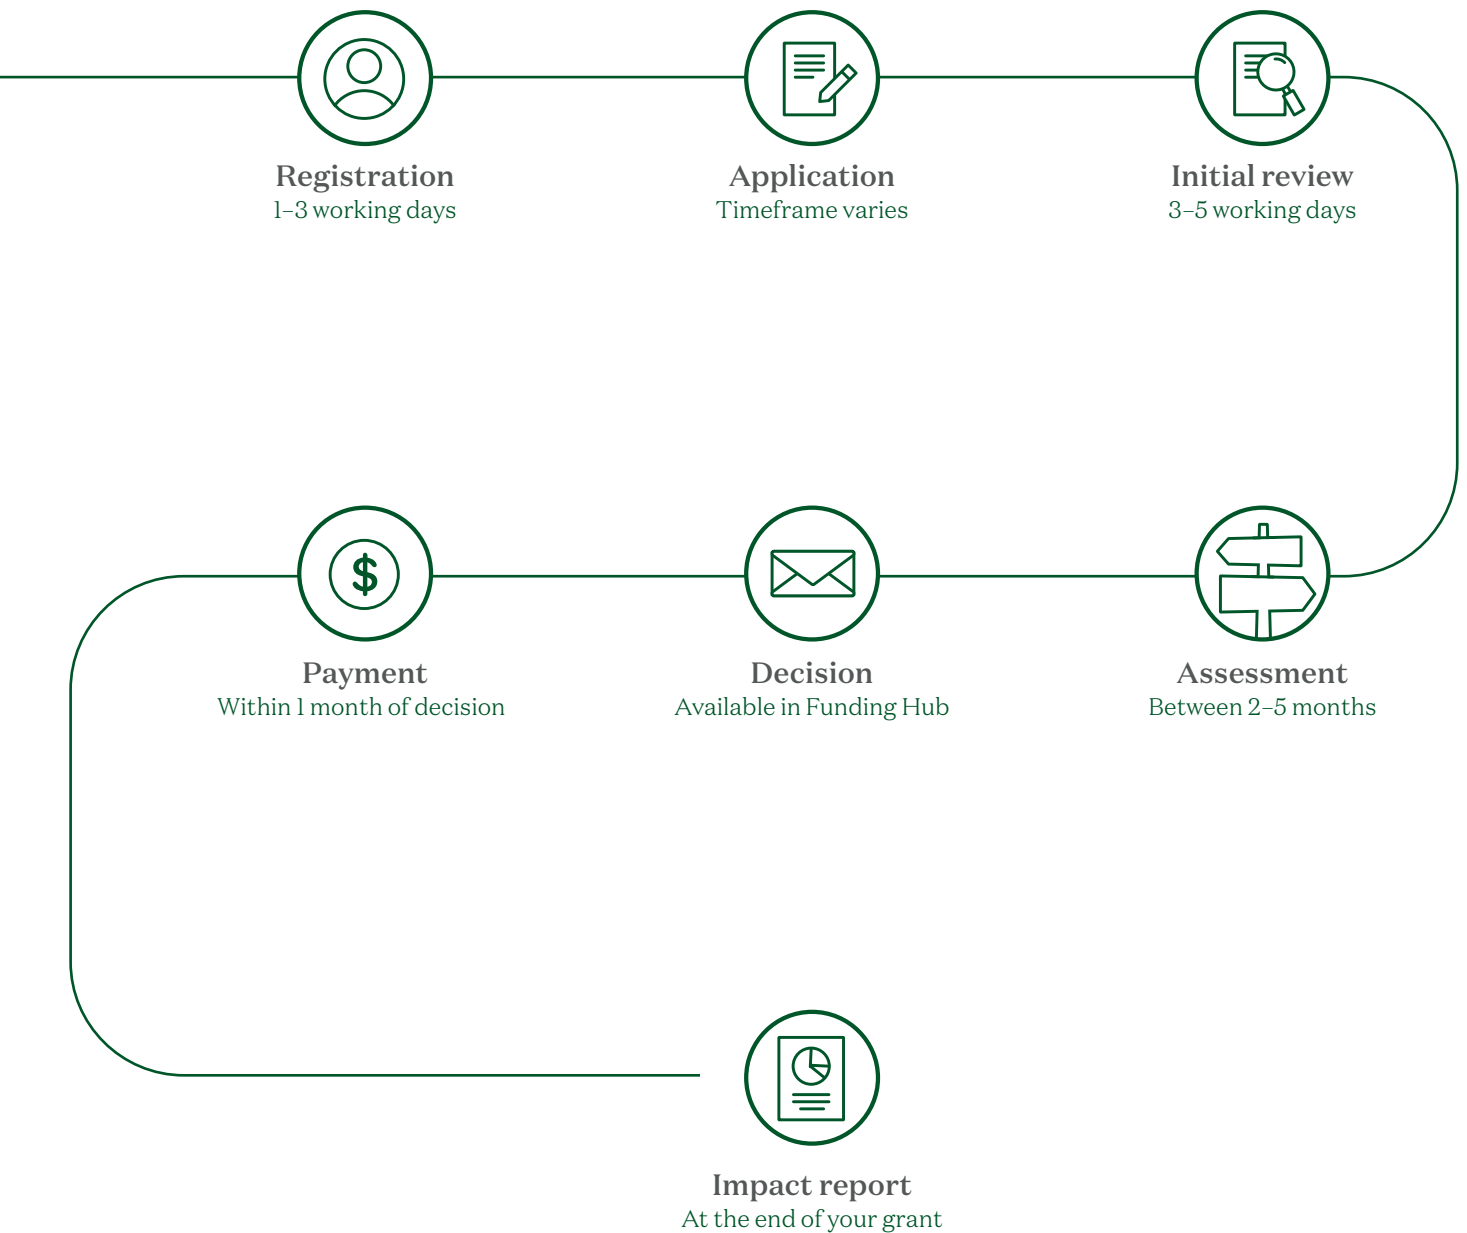 Registration
1–3 working days
Application
Timeframe varies
Initial review
3–5 working days
Assessment
Between 2–5 months
Decision
Available in Funding Hub
$
Payment
Within 1 month of decision
Impact report
At the end of your grant